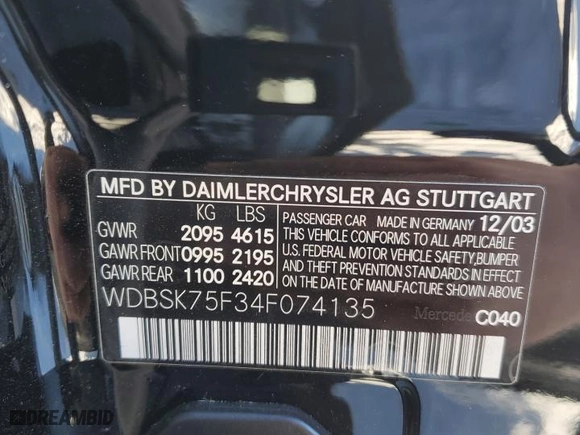 MFD BY DAIMLERCHRYSLER AG STUTTGART
KG LBS
GVWR 2095 4615
GAWR FRONT 0995 2195
GAWR REAR 1100 2420
PASSENGER CAR MADE IN GERMANY 12/03
THIS VEHICLE CONFORMS TO ALL APPLICABLE
U.S. FEDERAL MOTOR VEHICLE SAFETY, BUMPER
AND THEFT PREVENTION STANDARDS IN EFFECT ON
THE DATE OF MANUFACTURE SHOWN ABOVE
WDBSK75F34F074135
Mercedes C040
DREAMBID